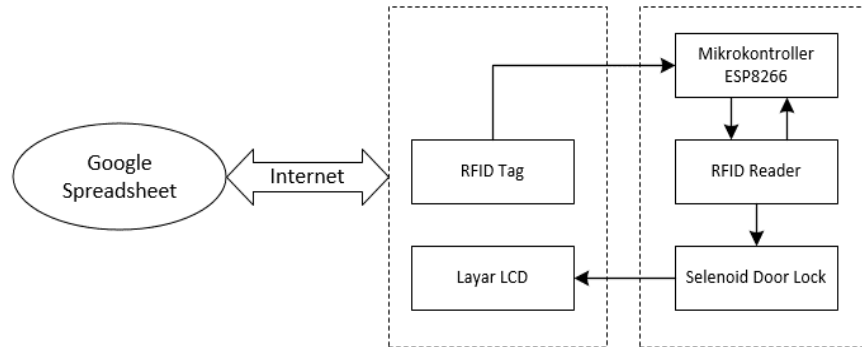 Google
Spreadsheet
Internet
RFID Tag
Layar LCD
Mikrokontroller
ESP8266
RFID Reader
Selenoid Door Lock